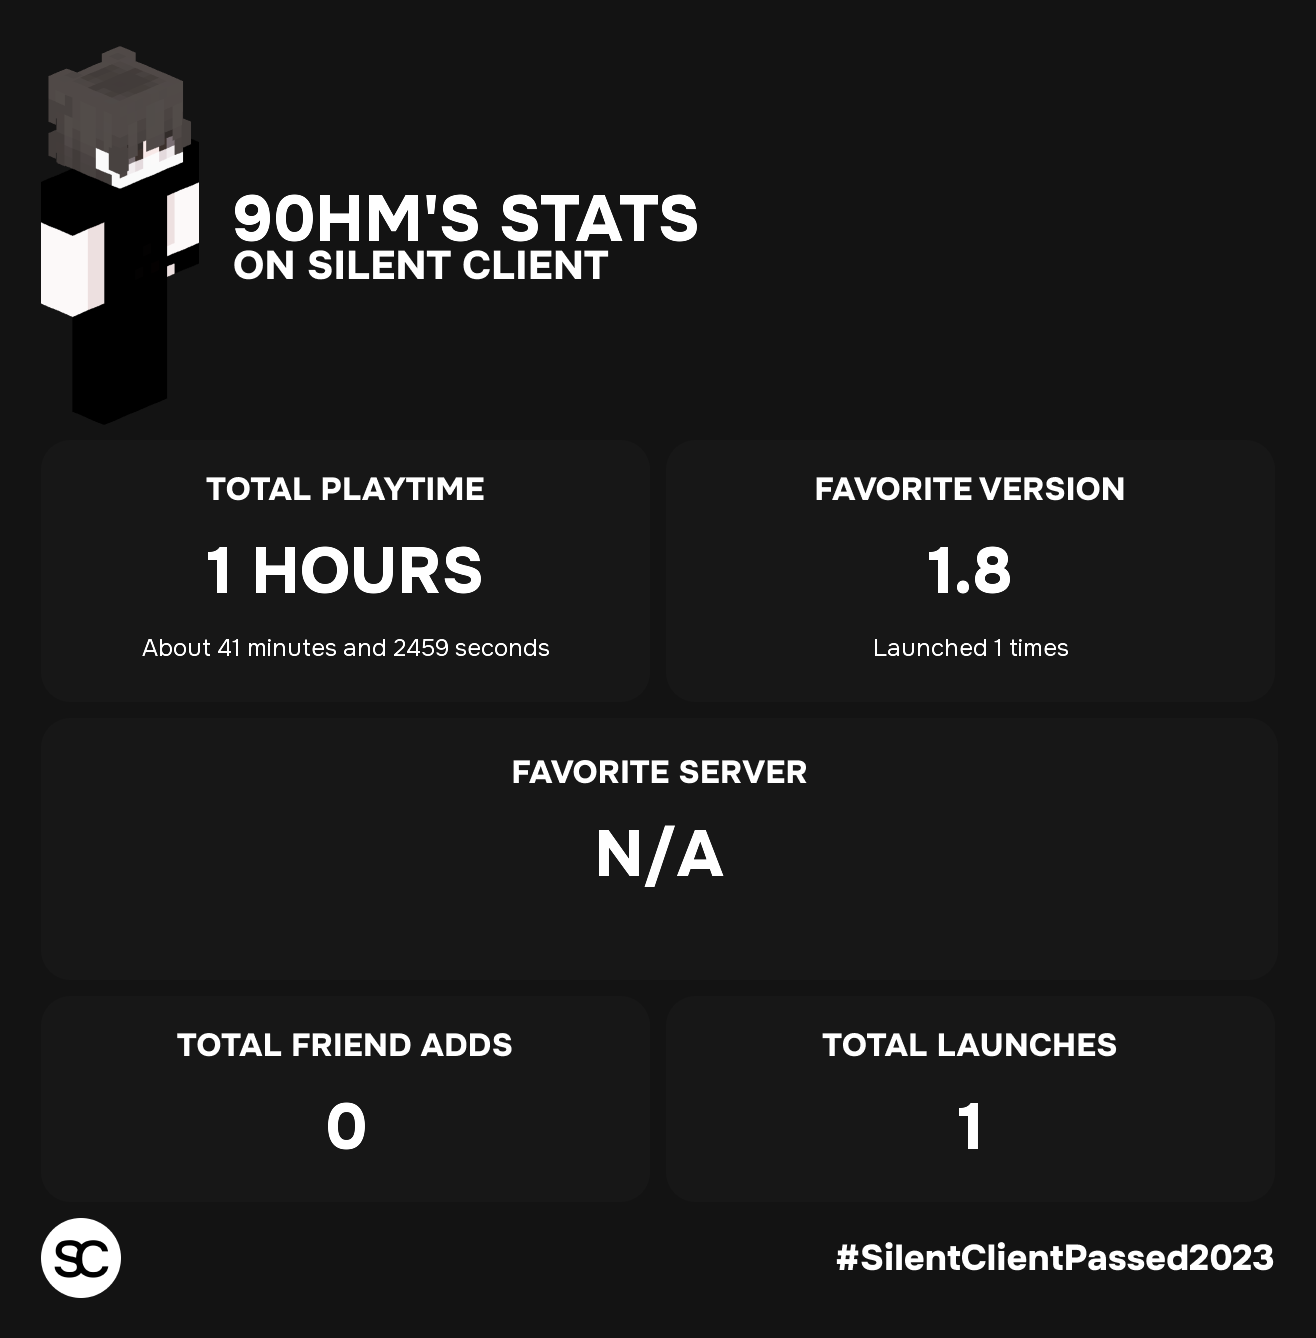 90HM'S STATS
ON SILENT CLIENT
TOTAL PLAYTIME
1 HOURS
About 41 minutes and 2459 seconds
FAVORITE VERSION
1.8
Launched 1 times
FAVORITE SERVER
N/A
TOTAL FRIEND ADDS
0
TOTAL LAUNCHES
1
SC
#SilentClientPassed2023